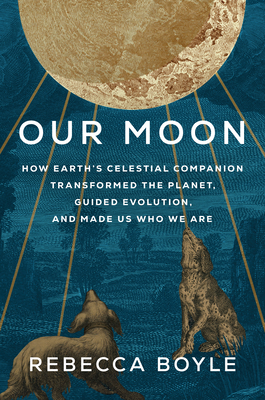 OUR MOON
HOW EARTH'S CELESTIAL COMPANION
TRANSFORMED THE PLANET,
GUIDED EVOLUTION,
AND MADE US WHO WE ARE
REBECCA BOYLE